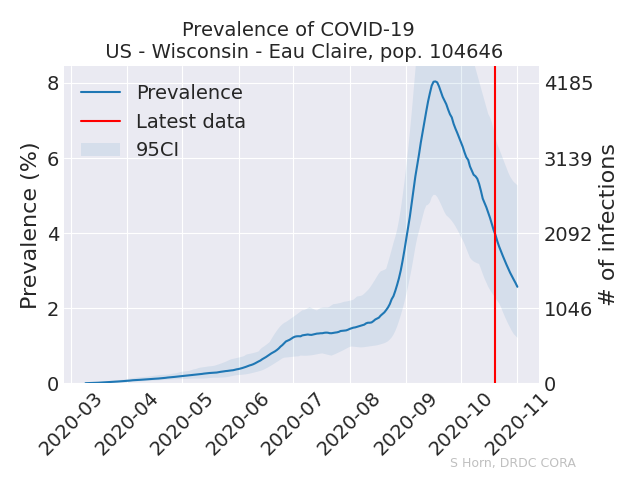 Prevalence of COVID-19
US - Wisconsin - Eau Claire, pop. 104646
Prevalence
Latest data
95CI
Prevalence (%)
8
6
4
2
0
4185
3139
2092
1046
0
# of infections
2020-03
2020-04
2020-05
2020-06
2020-07
2020-08
2020-09
2020-10
2020-11
S Horn, DRDC CORA